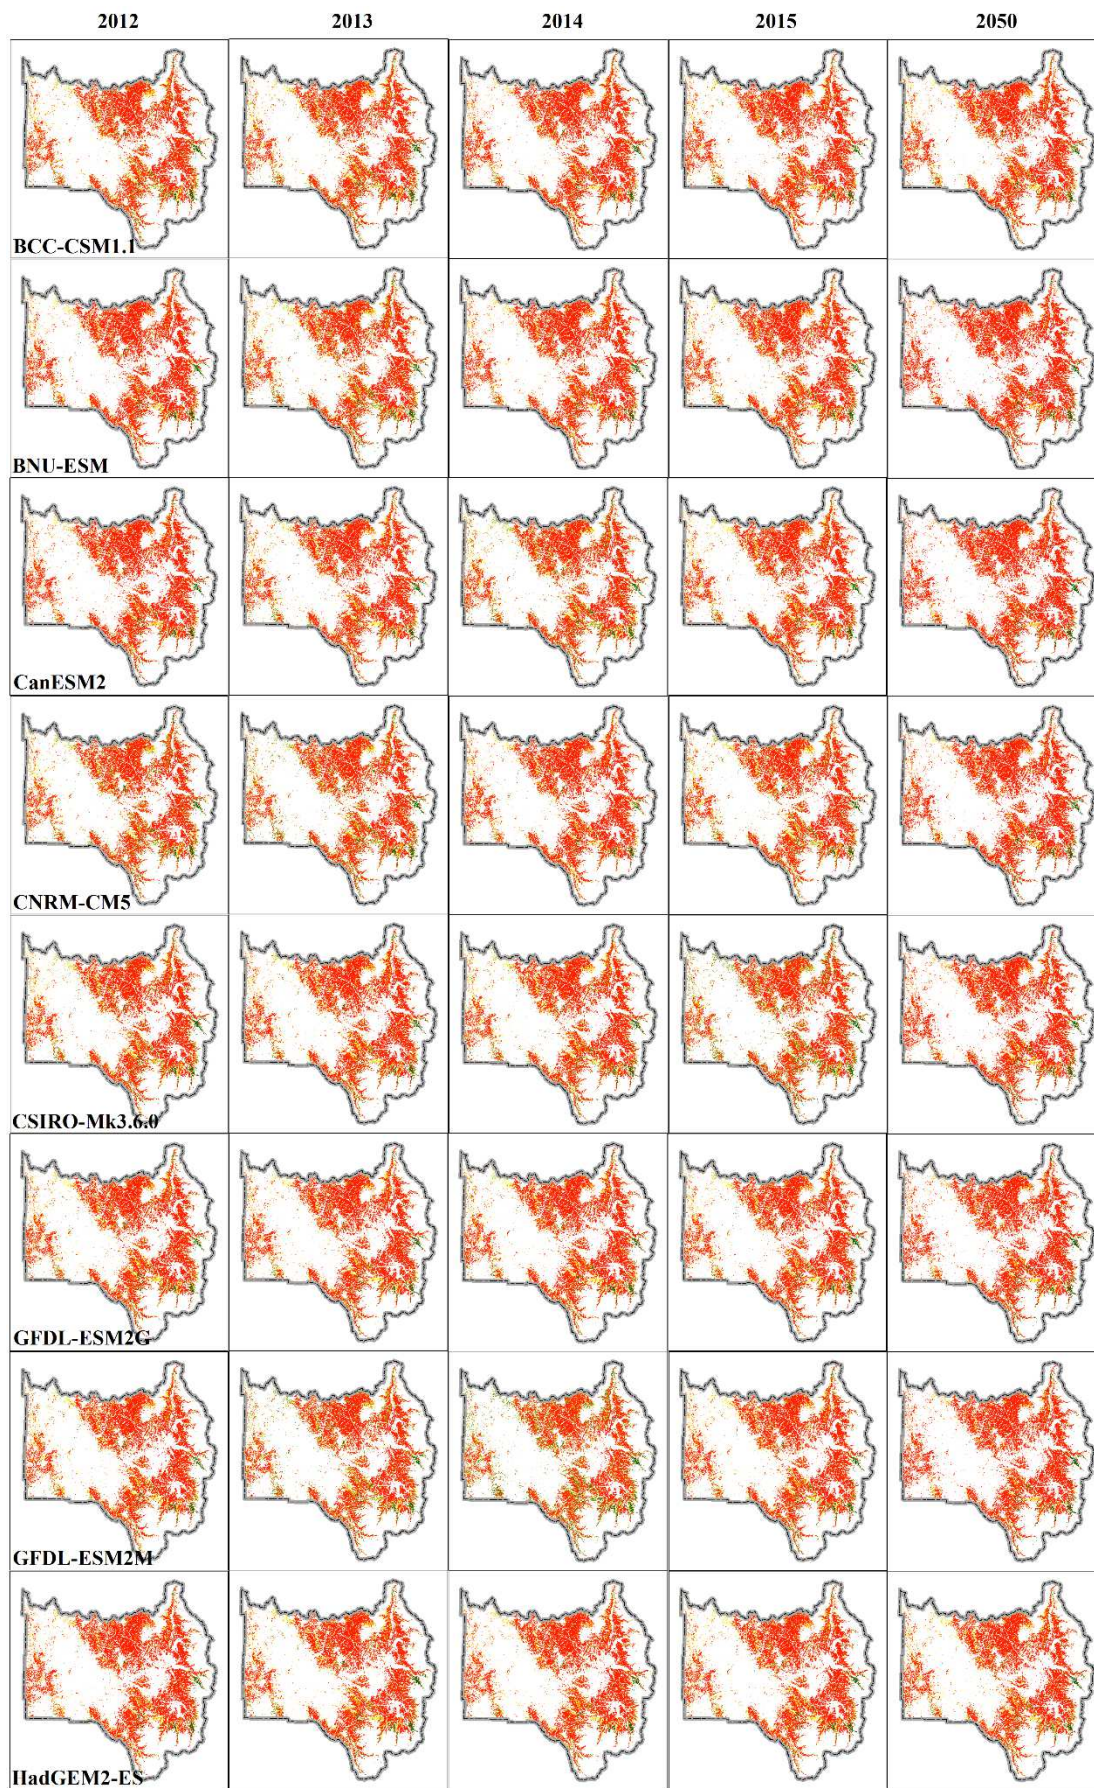 2012 2013 2014 2015 2050
BCC-CSM1.1
BNU-ESM
CanESM2
CNRM-CM5
CSIRO-Mk3.6.0
GFDL-ESM2G
GFDL-ESM2M
HadGEM2-ES